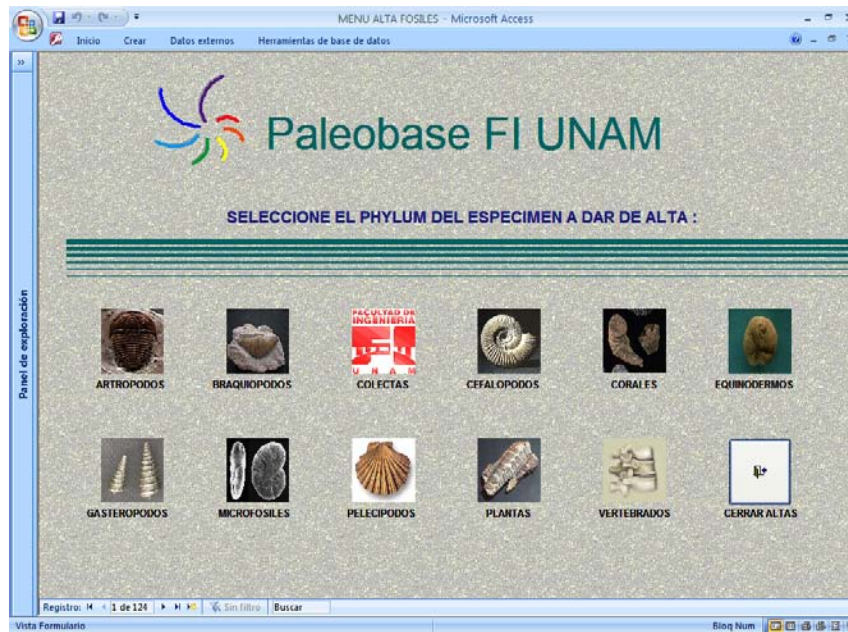 MENU ALTA FOSILES - Microsoft Access
Inicio Crear Datos externos Herramientas de base de datos
»
Panel de exploración
Paleobase FI UNAM
SELECCIONE EL PHYLUM DEL ESPECIMEN A DAR DE ALTA :
FACULTAD DE
INGENIERIA
U N A M
ARTROPODOS BRAQUIOPODOS COLECTAS CEFALOPODOS CORALES EQUINODERMOS
GASTEROPODOS MICROFOSILES PELECIPODOS PLANTAS VERTEBRADOS CERRAR ALTAS
Registro: 1 de 124 Sin filtro Buscar
Vista Formulario Bloq Num